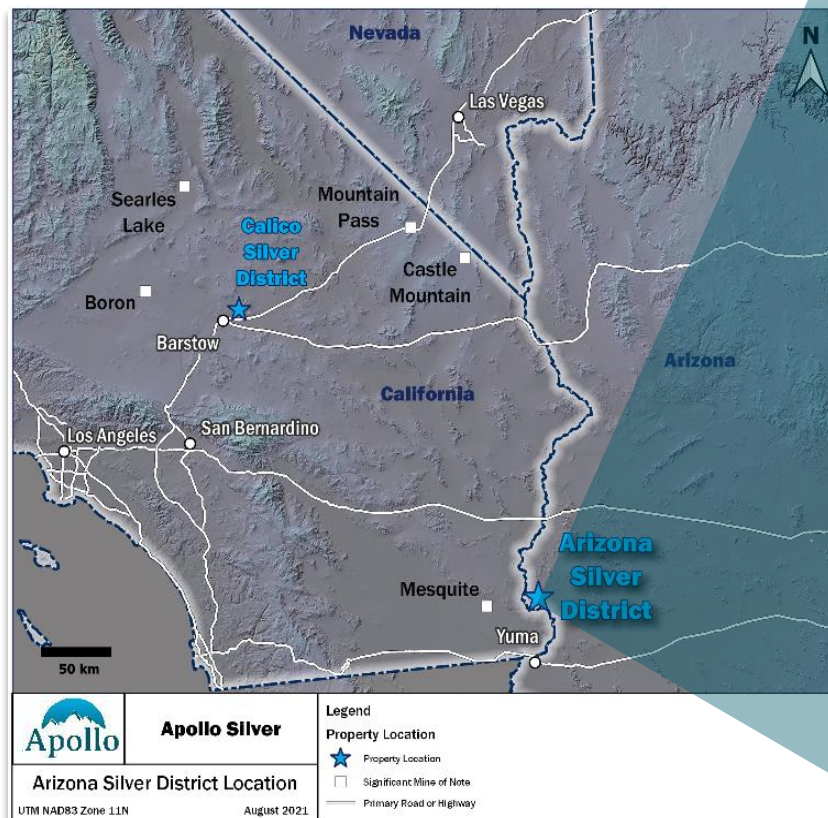 Nevada
N
Las Vegas
Searles
Lake
Mountain
Pass
Calico
Silver
District
Castle
Mountain
Boron
Barstow
Arizona
California
Los Angeles
San Bernardino
Arizona
Silver
District
Mesquite
Yuma
50 km
Apollo
Apollo Silver
Arizona Silver District Location
UTM NAD83 Zone 11N
August 2021
Legend
Property Location
Property Location
Significant Mine of Note
Primary Road or Highway